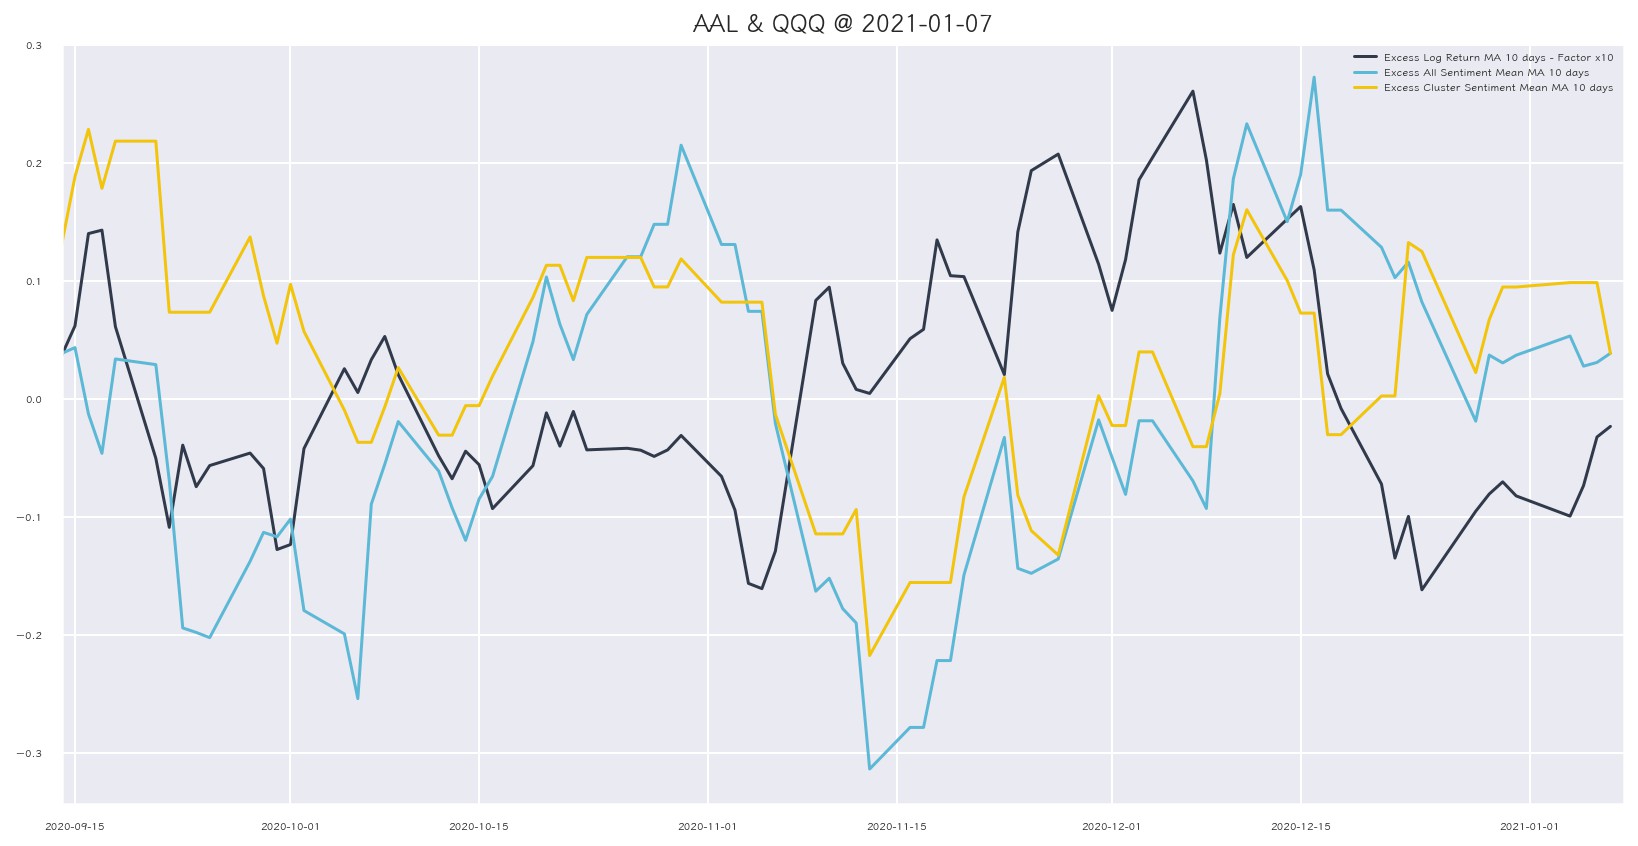 AAL & QQQ @ 2021-01-07
0.3
Excess Log Return MA 10 days - Factor x10
Excess All Sentiment Mean MA 10 days
Excess Cluster Sentiment Mean MA 10 days
0.2
0.1
0.0
−0.1
−0.2
−0.3
2020-09-15 2020-10-01 2020-10-15 2020-11-01 2020-11-15 2020-12-01 2020-12-15 2021-01-01